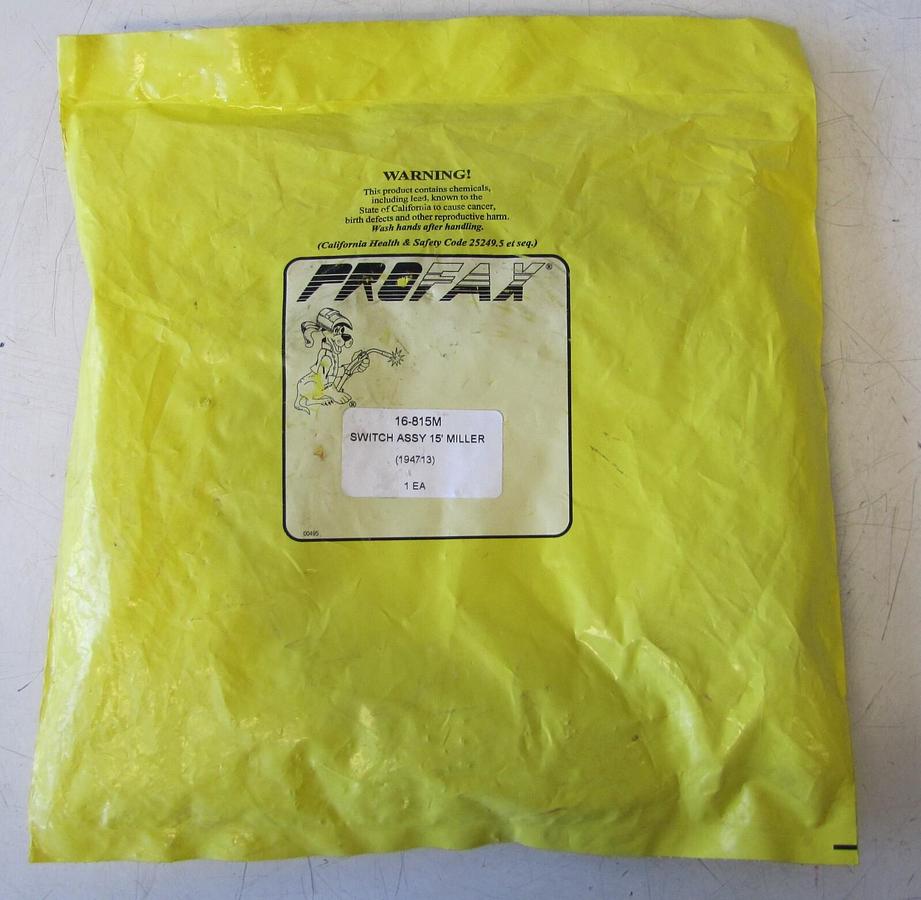 WARNING!
This product contains chemicals,
including lead, known to the
State of California to cause cancer,
birth defects and other reproductive harm.
Wash hands after handling.
(California Health & Safety Code 25249.5 et seq.)
PROFAX®
®
16-815M
SWITCH ASSY 15' MILLER
(194713)
1 EA
00495